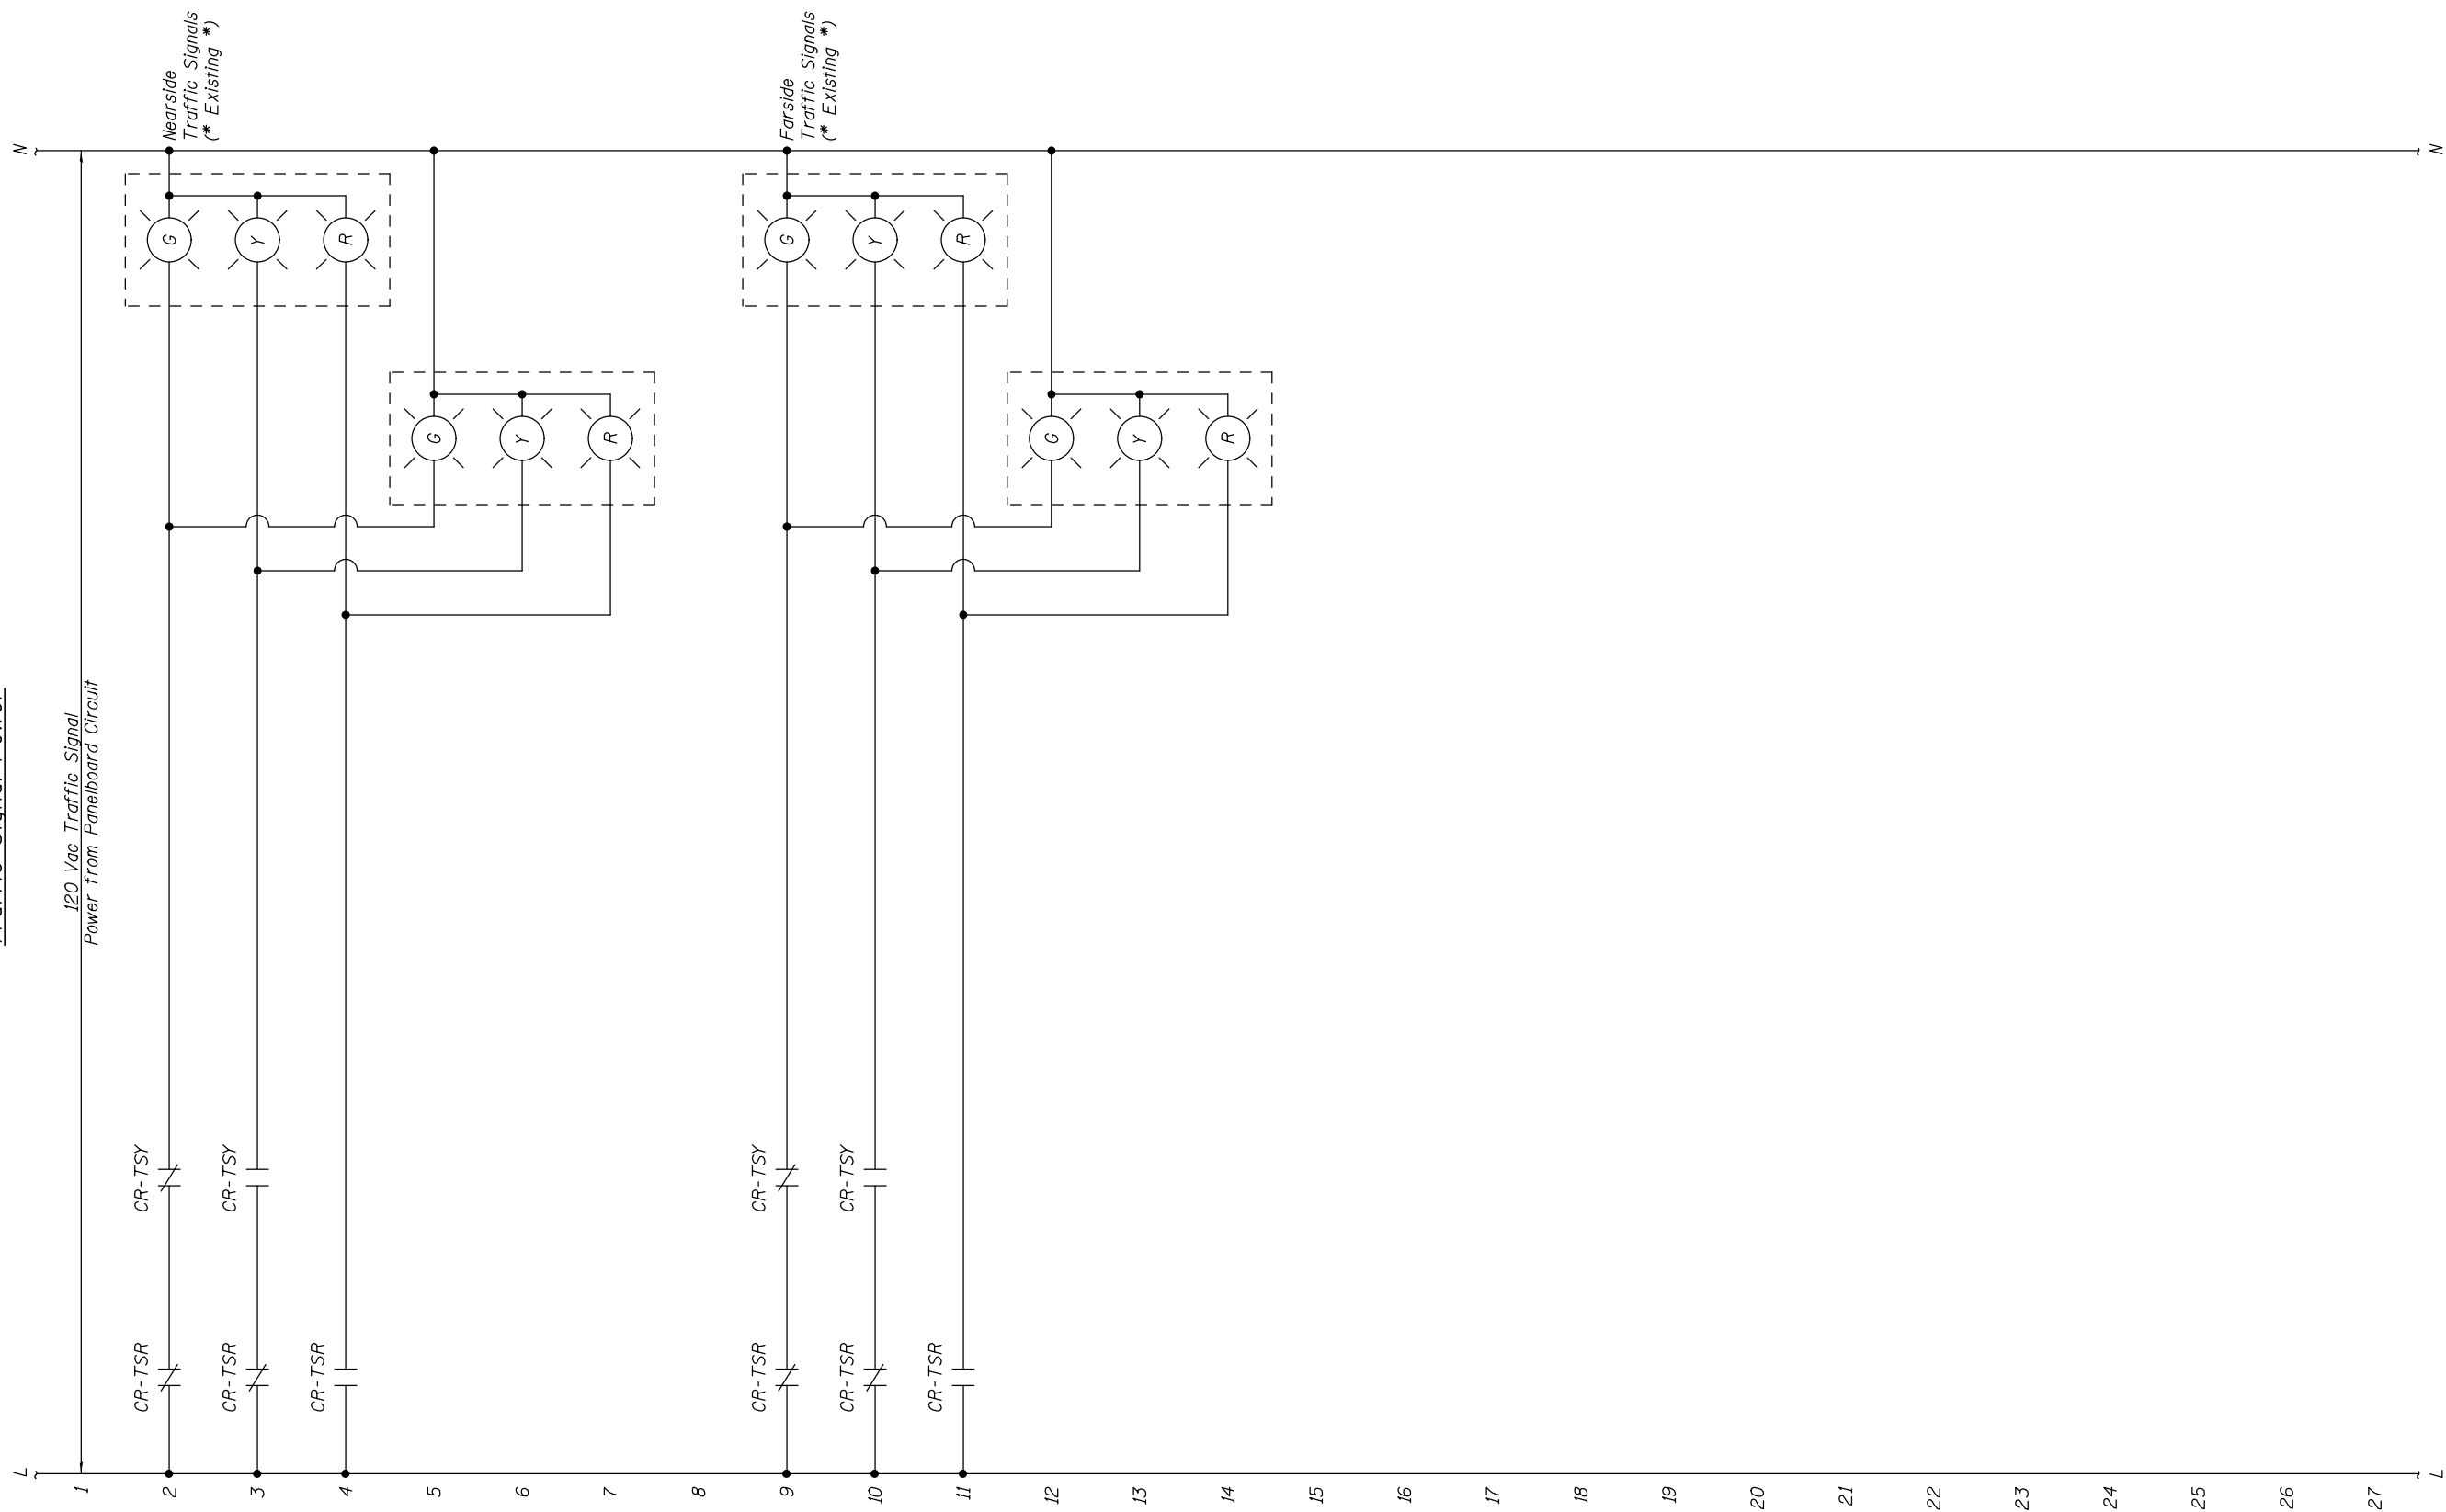 120 Vac Traffic Signal
Power from Panelboard Circuit
L
N
1
2
CR-TSR
CR-TSY
G
Nearside
Traffic Signals
(* Existing *)
3
CR-TSR
CR-TSY
Y
4
CR-TSR
R
5
G
6
Y
7
R
8
9
CR-TSR
CR-TSY
G
Farside
Traffic Signals
(* Existing *)
10
CR-TSR
CR-TSY
Y
11
CR-TSR
R
12
G
13
Y
14
R
15
16
17
18
19
20
21
22
23
24
25
26
27
L
N